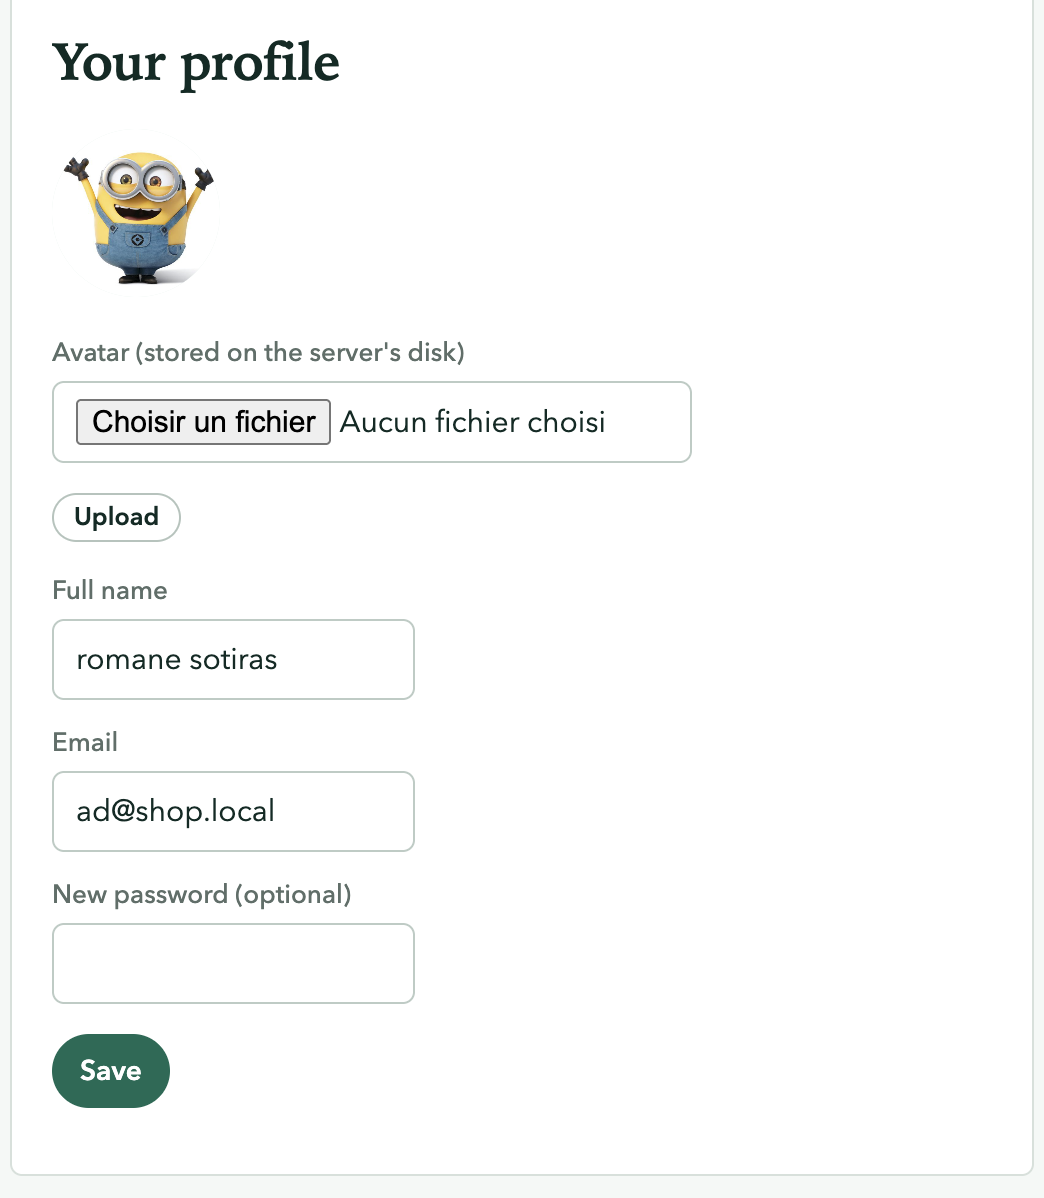 Your profile
Avatar (stored on the server's disk)
Choisir un fichier Aucun fichier choisi
Upload
Full name
romane sotiras
Email
ad@shop.local
New password (optional)
Save